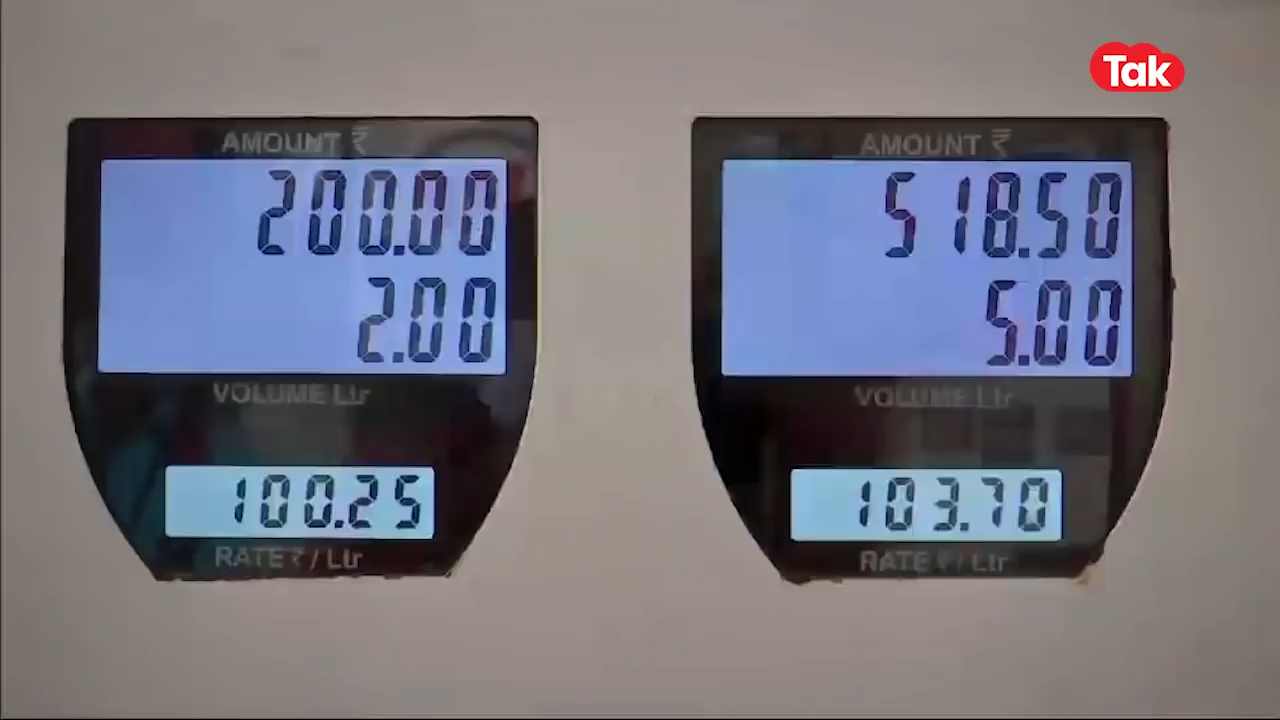 Tak
AMOUNT ₹
200.00
2.00
VOLUME Ltr
100.25
RATE ₹ / Ltr
AMOUNT ₹
518.50
5.00
VOLUME Ltr
103.70
RATE ₹ / Ltr